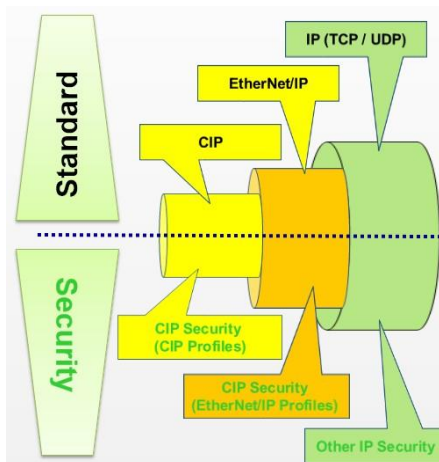 IP (TCP / UDP)
EtherNet/IP
CIP
Standard
Security
CIP Security
(CIP Profiles)
CIP Security
(EtherNet/IP Profiles)
Other IP Security